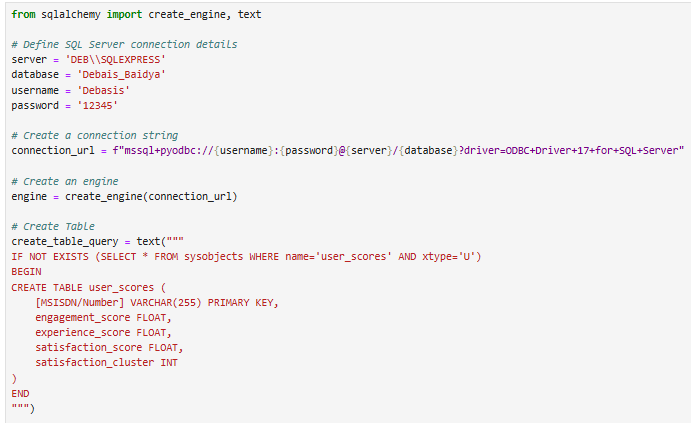 from sqlalchemy import create_engine, text
# Define SQL Server connection details
server = 'DEB\\SQLEXPRESS'
database = 'Debais_Baidya'
username = 'Debasis'
password = '12345'
# Create a connection string
connection_url = f"mssql+pyodbc://{username}:{password}@{server}/{database}?driver=ODBC+Driver+17+for+SQL+Server"
# Create an engine
engine = create_engine(connection_url)
# Create Table
create_table_query = text("""
IF NOT EXISTS (SELECT * FROM sysobjects WHERE name='user_scores' AND xtype='U')
BEGIN
CREATE TABLE user_scores (
    [MSISDN/Number] VARCHAR(255) PRIMARY KEY,
    engagement_score FLOAT,
    experience_score FLOAT,
    satisfaction_score FLOAT,
    satisfaction_cluster INT
)
END
""")